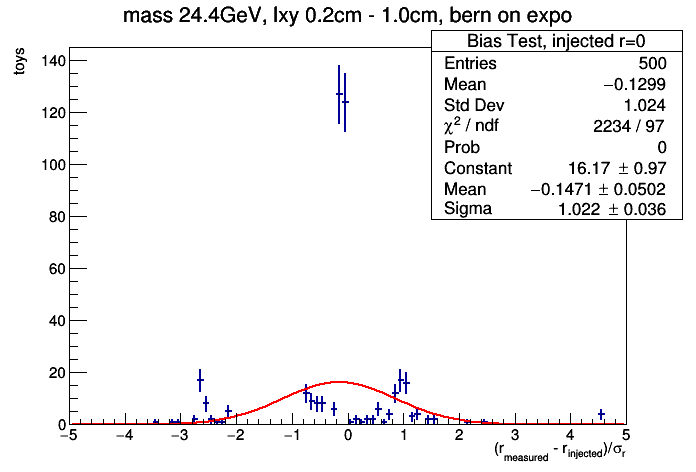 mass 24.4GeV, lxy 0.2cm - 1.0cm, bern on expo
Bias Test, injected r=0
Entries 500
Mean −0.1299
Std Dev 1.024
χ² / ndf 2234 / 97
Prob 0
Constant 16.17 ± 0.97
Mean −0.1471 ± 0.0502
Sigma 1.022 ± 0.036
toys
140
120
100
80
60
40
20
0
−5 −4 −3 −2 −1 0 1 2 3 4 5
(r_measured - r_injected)/σ_r